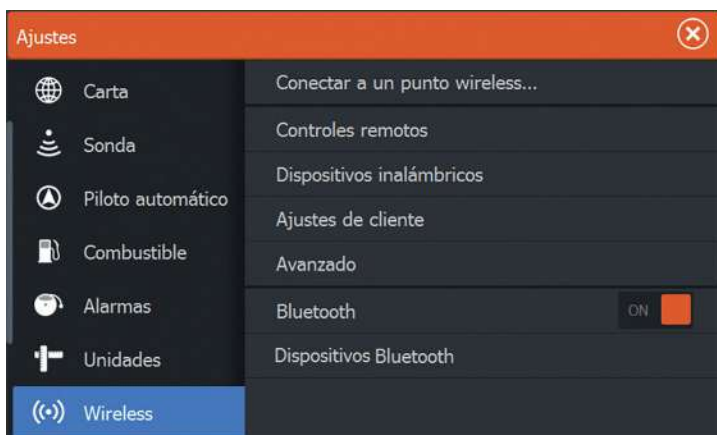 Ajustes
Carta
Sonda
Piloto automático
Combustible
Alarmas
Unidades
Wireless
Conectar a un punto wireless...
Controles remotos
Dispositivos inalámbricos
Ajustes de cliente
Avanzado
Bluetooth ON
Dispositivos Bluetooth